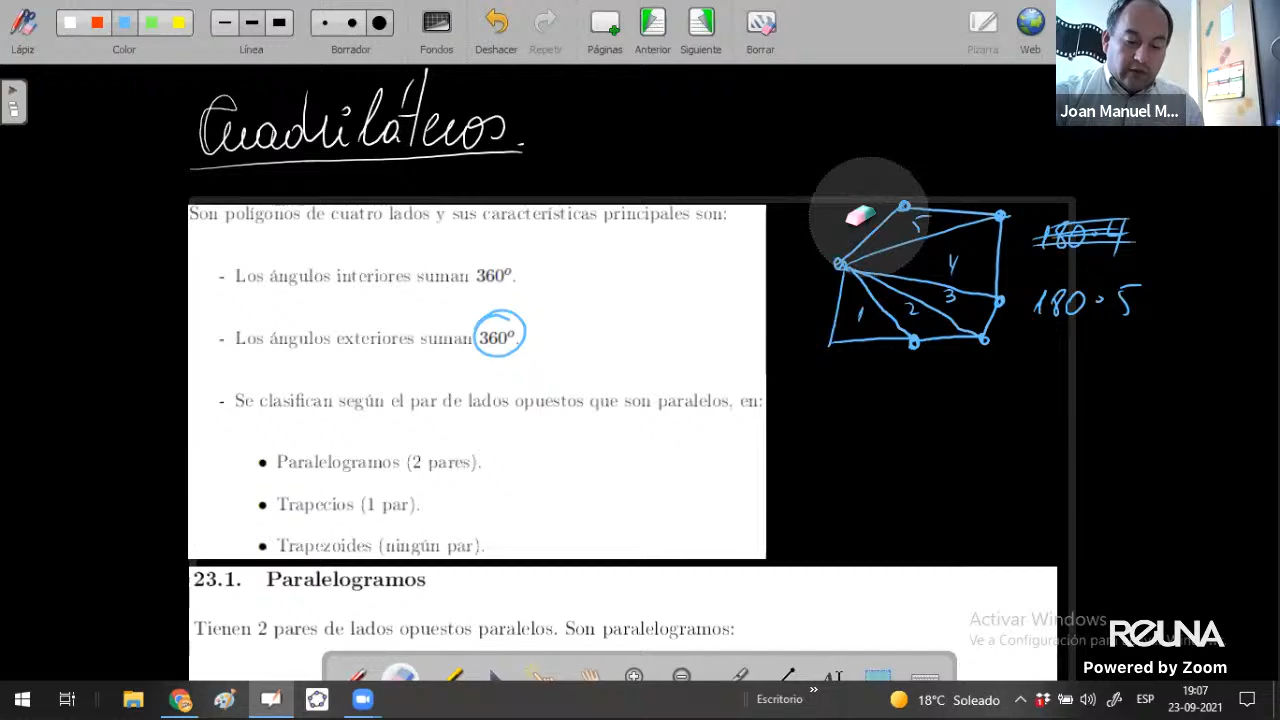 Lápiz Color Línea Borrador Fondos Deshacer Repetir Páginas Anterior Siguiente Borrar Pizarra Web
Joan Manuel M...
Cuadriláteros.
Son polígonos de cuatro lados y sus características principales son:
- Los ángulos interiores suman 360º.
- Los ángulos exteriores suman 360º.
- Se clasifican según el par de lados opuestos que son paralelos, en:
• Paralelogramos (2 pares).
• Trapecios (1 par).
• Trapezoides (ningún par).
5
4
3
2
1
180·4
180·5
23.1. Paralelogramos
Tienen 2 pares de lados opuestos paralelos. Son paralelogramos:
Activar Windows
Ve a Configuración par
REUNA
Powered by Zoom
Escritorio
18°C Soleado
ESP
19:07
23-09-2021